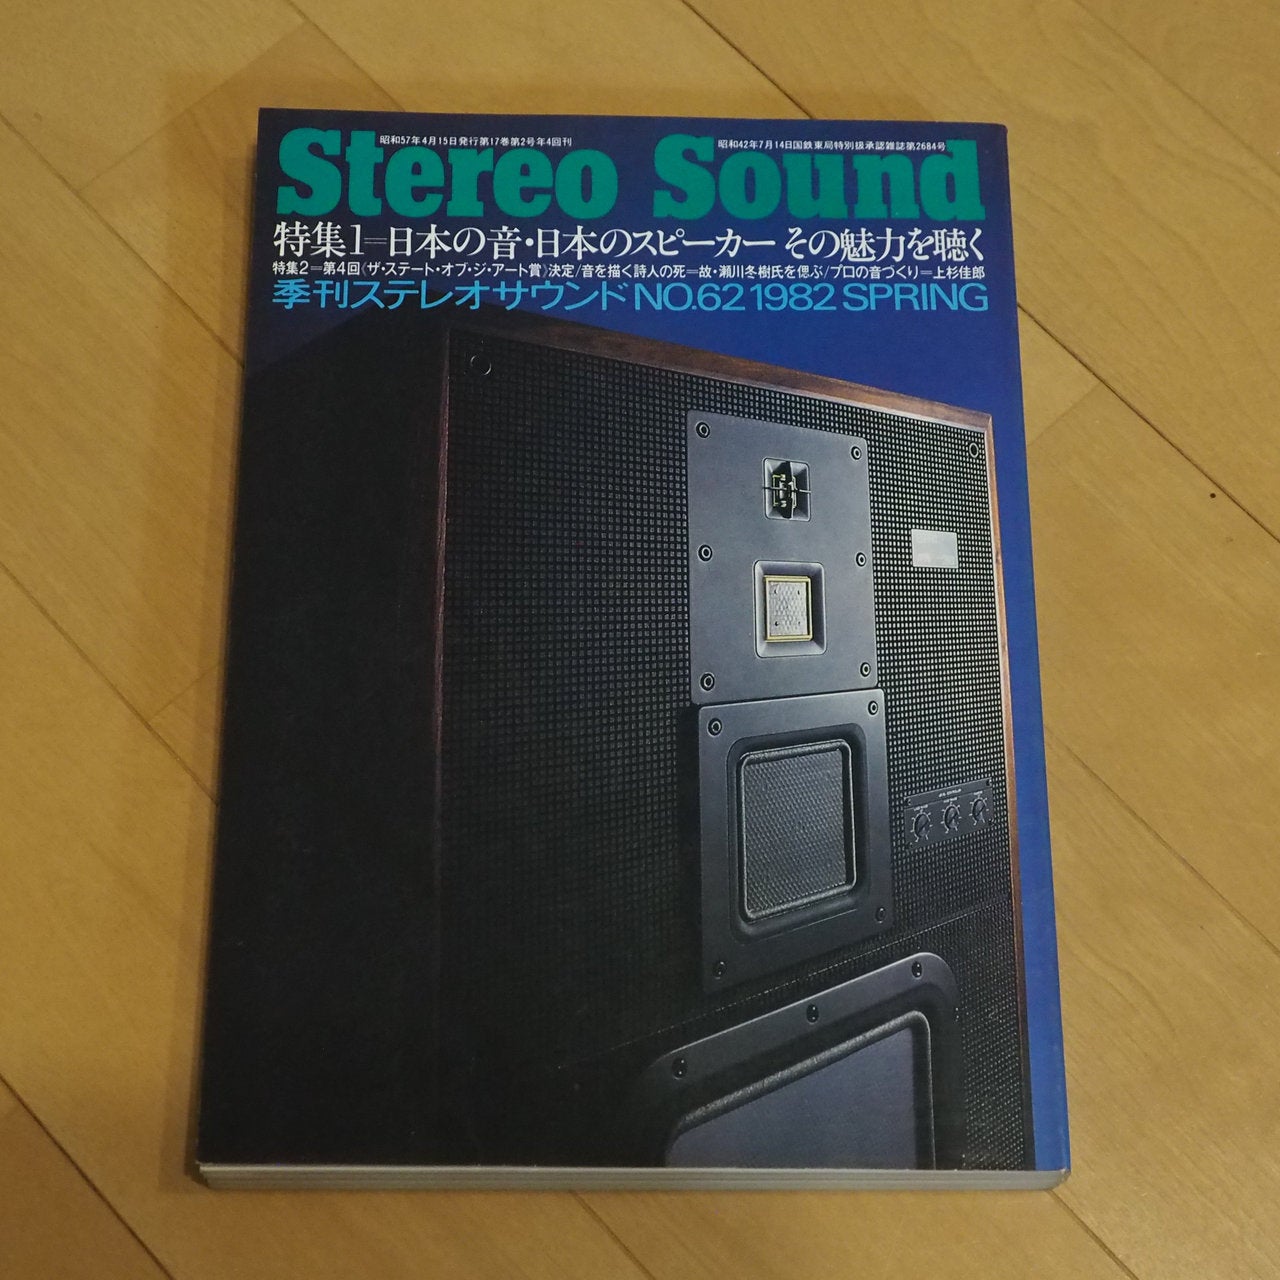 昭和57年4月15日発行第17巻第2号年4回刊
昭和42年7月14日国鉄東局特別扱承認雑誌第2684号
Stereo Sound
特集1=日本の音・日本のスピーカー その魅力を聴く
特集2=第4回《ザ・ステート・オブ・ジ・アート賞》決定/音を描く詩人の死=故・瀬川冬樹氏を偲ぶ/プロの音づくり=上杉佳郎
季刊ステレオサウンドNO.62 1982 SPRING